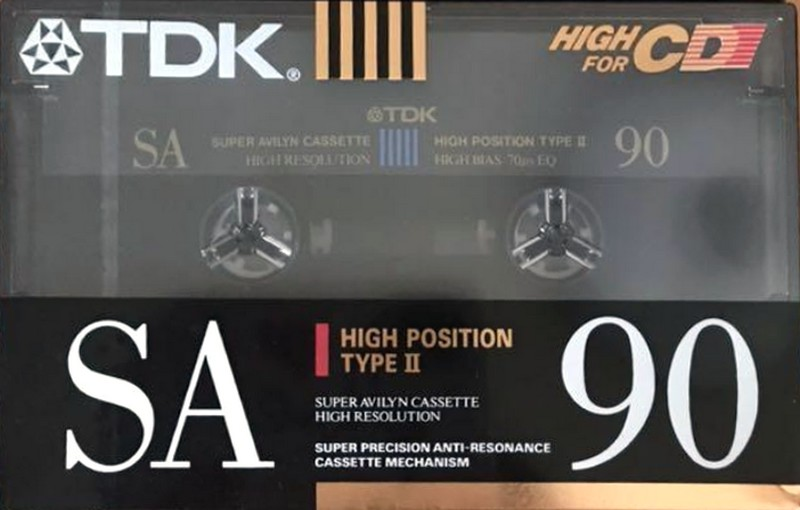 TDK®
HIGH
FOR CD
TDK
SA
SUPER AVILYN CASSETTE
HIGH RESOLUTION
HIGH POSITION TYPE II
HIGH BIAS 70µs EQ
90
SA
HIGH POSITION
TYPE II
SUPER AVILYN CASSETTE
HIGH RESOLUTION
SUPER PRECISION ANTI-RESONANCE
CASSETTE MECHANISM
90